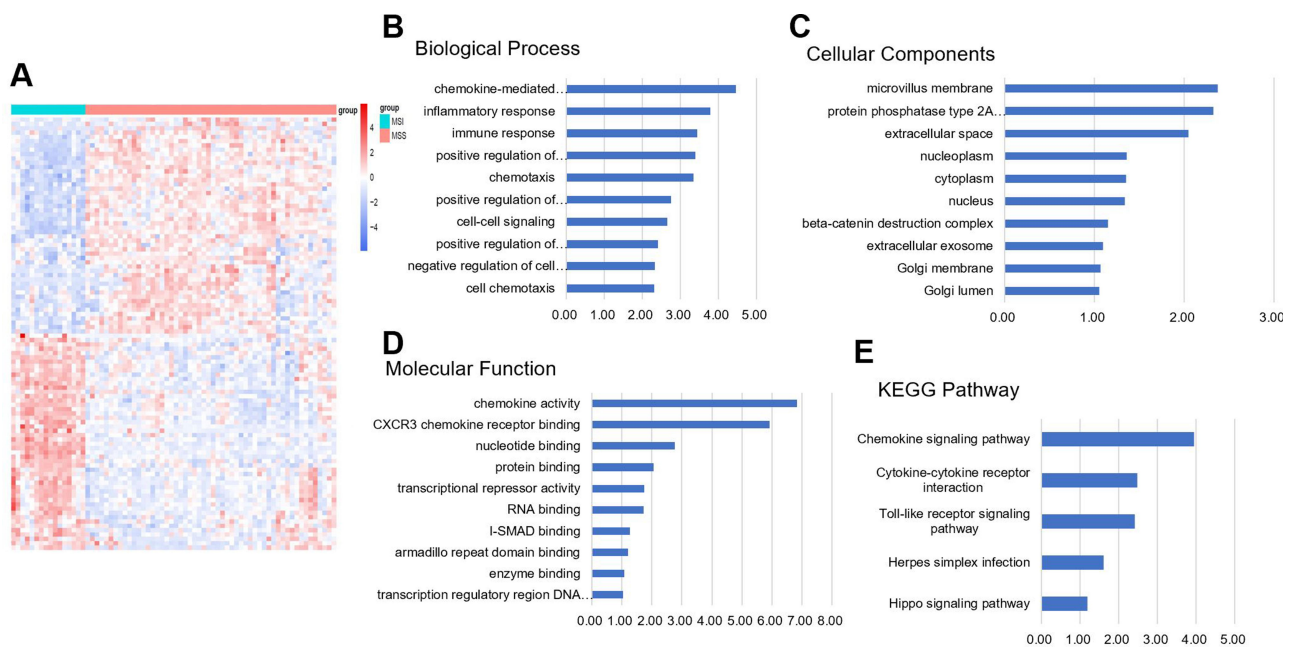 A
group
4
2
0
−2
−4
group
MSI
MSS
B
Biological Process
chemokine-mediated…
inflammatory response
immune response
positive regulation of…
chemotaxis
positive regulation of…
cell-cell signaling
positive regulation of…
negative regulation of cell…
cell chemotaxis
0.00 1.00 2.00 3.00 4.00 5.00
C
Cellular Components
microvillus membrane
protein phosphatase type 2A…
extracellular space
nucleoplasm
cytoplasm
nucleus
beta-catenin destruction complex
extracellular exosome
Golgi membrane
Golgi lumen
0.00 1.00 2.00 3.00
D
Molecular Function
chemokine activity
CXCR3 chemokine receptor binding
nucleotide binding
protein binding
transcriptional repressor activity
RNA binding
I-SMAD binding
armadillo repeat domain binding
enzyme binding
transcription regulatory region DNA…
0.00 1.00 2.00 3.00 4.00 5.00 6.00 7.00 8.00
E
KEGG Pathway
Chemokine signaling pathway
Cytokine-cytokine receptor
interaction
Toll-like receptor signaling
pathway
Herpes simplex infection
Hippo signaling pathway
0.00 1.00 2.00 3.00 4.00 5.00